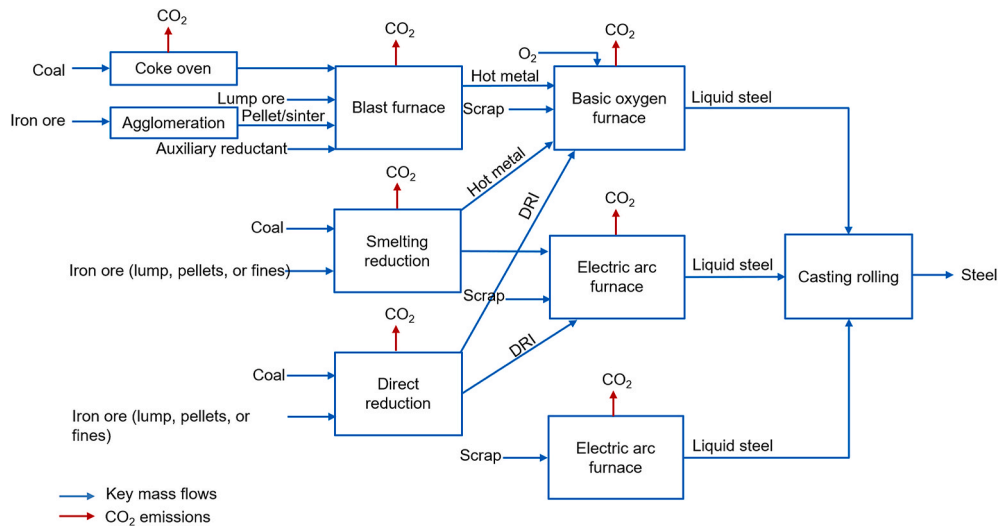 CO₂
Coal
Coke oven
Iron ore
Agglomeration
Lump ore
Pellet/sinter
Auxiliary reductant
CO₂
Blast furnace
Hot metal
Scrap
O₂
CO₂
Basic oxygen
furnace
Liquid steel
CO₂
Coal
Iron ore (lump, pellets, or fines)
Smelting
reduction
Hot metal
DRI
Scrap
CO₂
Electric arc
furnace
Liquid steel
Casting rolling
Steel
CO₂
Coal
Iron ore (lump, pellets, or
fines)
Direct
reduction
DRI
CO₂
Scrap
Electric arc
furnace
Liquid steel
Key mass flows
CO₂ emissions